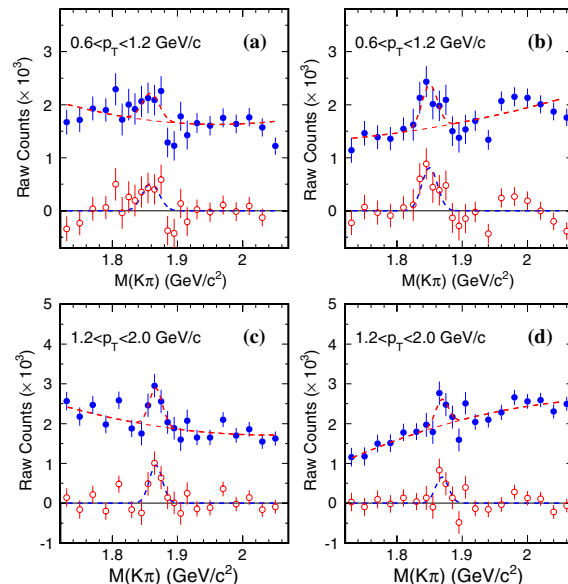 0.6<p_T<1.2 GeV/c (a)
0.6<p_T<1.2 GeV/c (b)
Raw Counts (× 10³)
3
2
1
0
Raw Counts (× 10³)
3
2
1
0
1.8 1.9 2
M(Kπ) (GeV/c²)
1.8 1.9 2
M(Kπ) (GeV/c²)
1.2<p_T<2.0 GeV/c
(c)
1.2<p_T<2.0 GeV/c
(d)
Raw Counts (× 10³)
5
4
3
2
1
0
-1
Raw Counts (× 10³)
5
4
3
2
1
0
-1
1.8 1.9 2
M(Kπ) (GeV/c²)
1.8 1.9 2
M(Kπ) (GeV/c²)